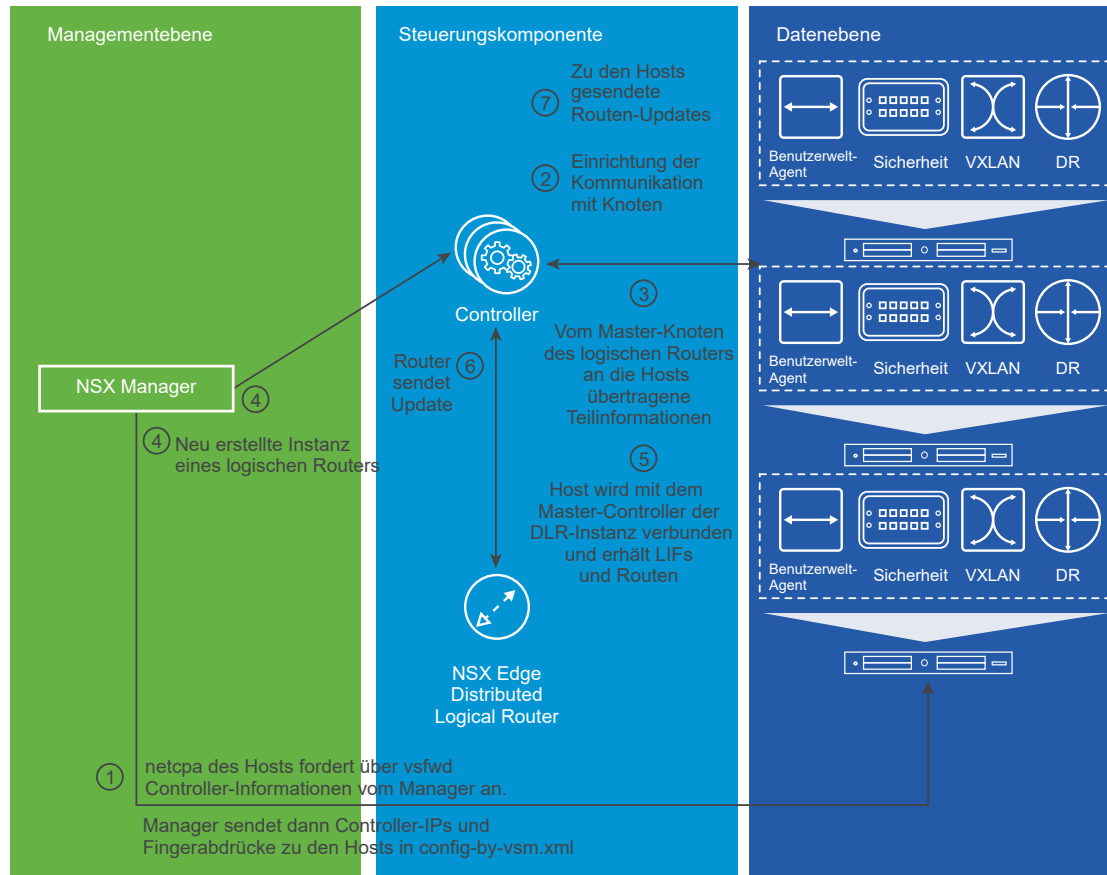 Managementebene
Steuerungskomponente
Datenebene
7
Zu den Hosts
gesendete
Routen-Updates
2
Einrichtung der
Kommunikation
mit Knoten
Controller
3
Vom Master-Knoten
des logischen Routers
an die Hosts
übertragene
Teilinformationen
Router
sendet
Update
6
NSX Manager
4
4
Neu erstellte Instanz
eines logischen Routers
5
Host wird mit dem
Master-Controller der
DLR-Instanz verbunden
und erhält LIFs
und Routen
NSX Edge
Distributed
Logical Router
1
netcpa des Hosts fordert über vsfwd
Controller-Informationen vom Manager an.
Manager sendet dann Controller-IPs und
Fingerabdrücke zu den Hosts in config-by-vsm.xml
Benutzerwelt-
Agent
Sicherheit
VXLAN
DR
Benutzerwelt-
Agent
Sicherheit
VXLAN
DR
Benutzerwelt-
Agent
Sicherheit
VXLAN
DR